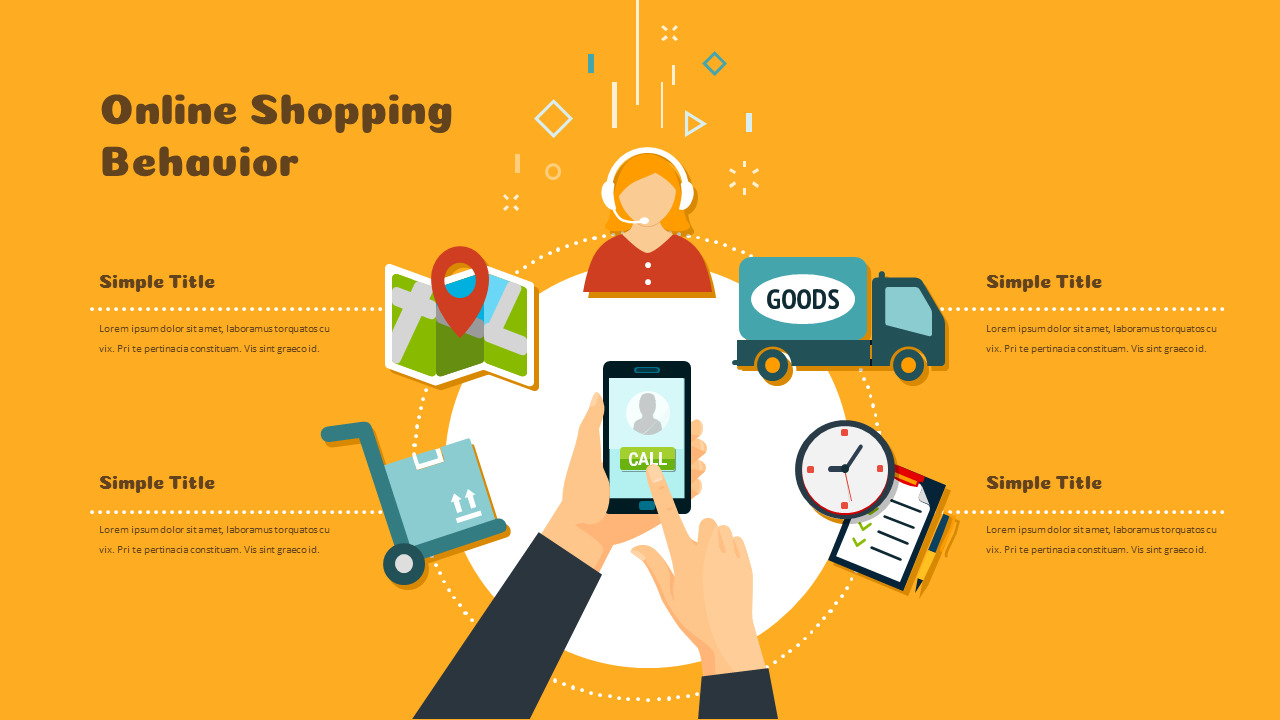 Online Shopping
Behavior
Simple Title
Lorem ipsum dolor sit amet, laboramus torquatos cu
vix. Pri te pertinacia constituam. Vis sint graeco id.
Simple Title
Lorem ipsum dolor sit amet, laboramus torquatos cu
vix. Pri te pertinacia constituam. Vis sint graeco id.
GOODS
CALL
Simple Title
Lorem ipsum dolor sit amet, laboramus torquatos cu
vix. Pri te pertinacia constituam. Vis sint graeco id.
Simple Title
Lorem ipsum dolor sit amet, laboramus torquatos cu
vix. Pri te pertinacia constituam. Vis sint graeco id.